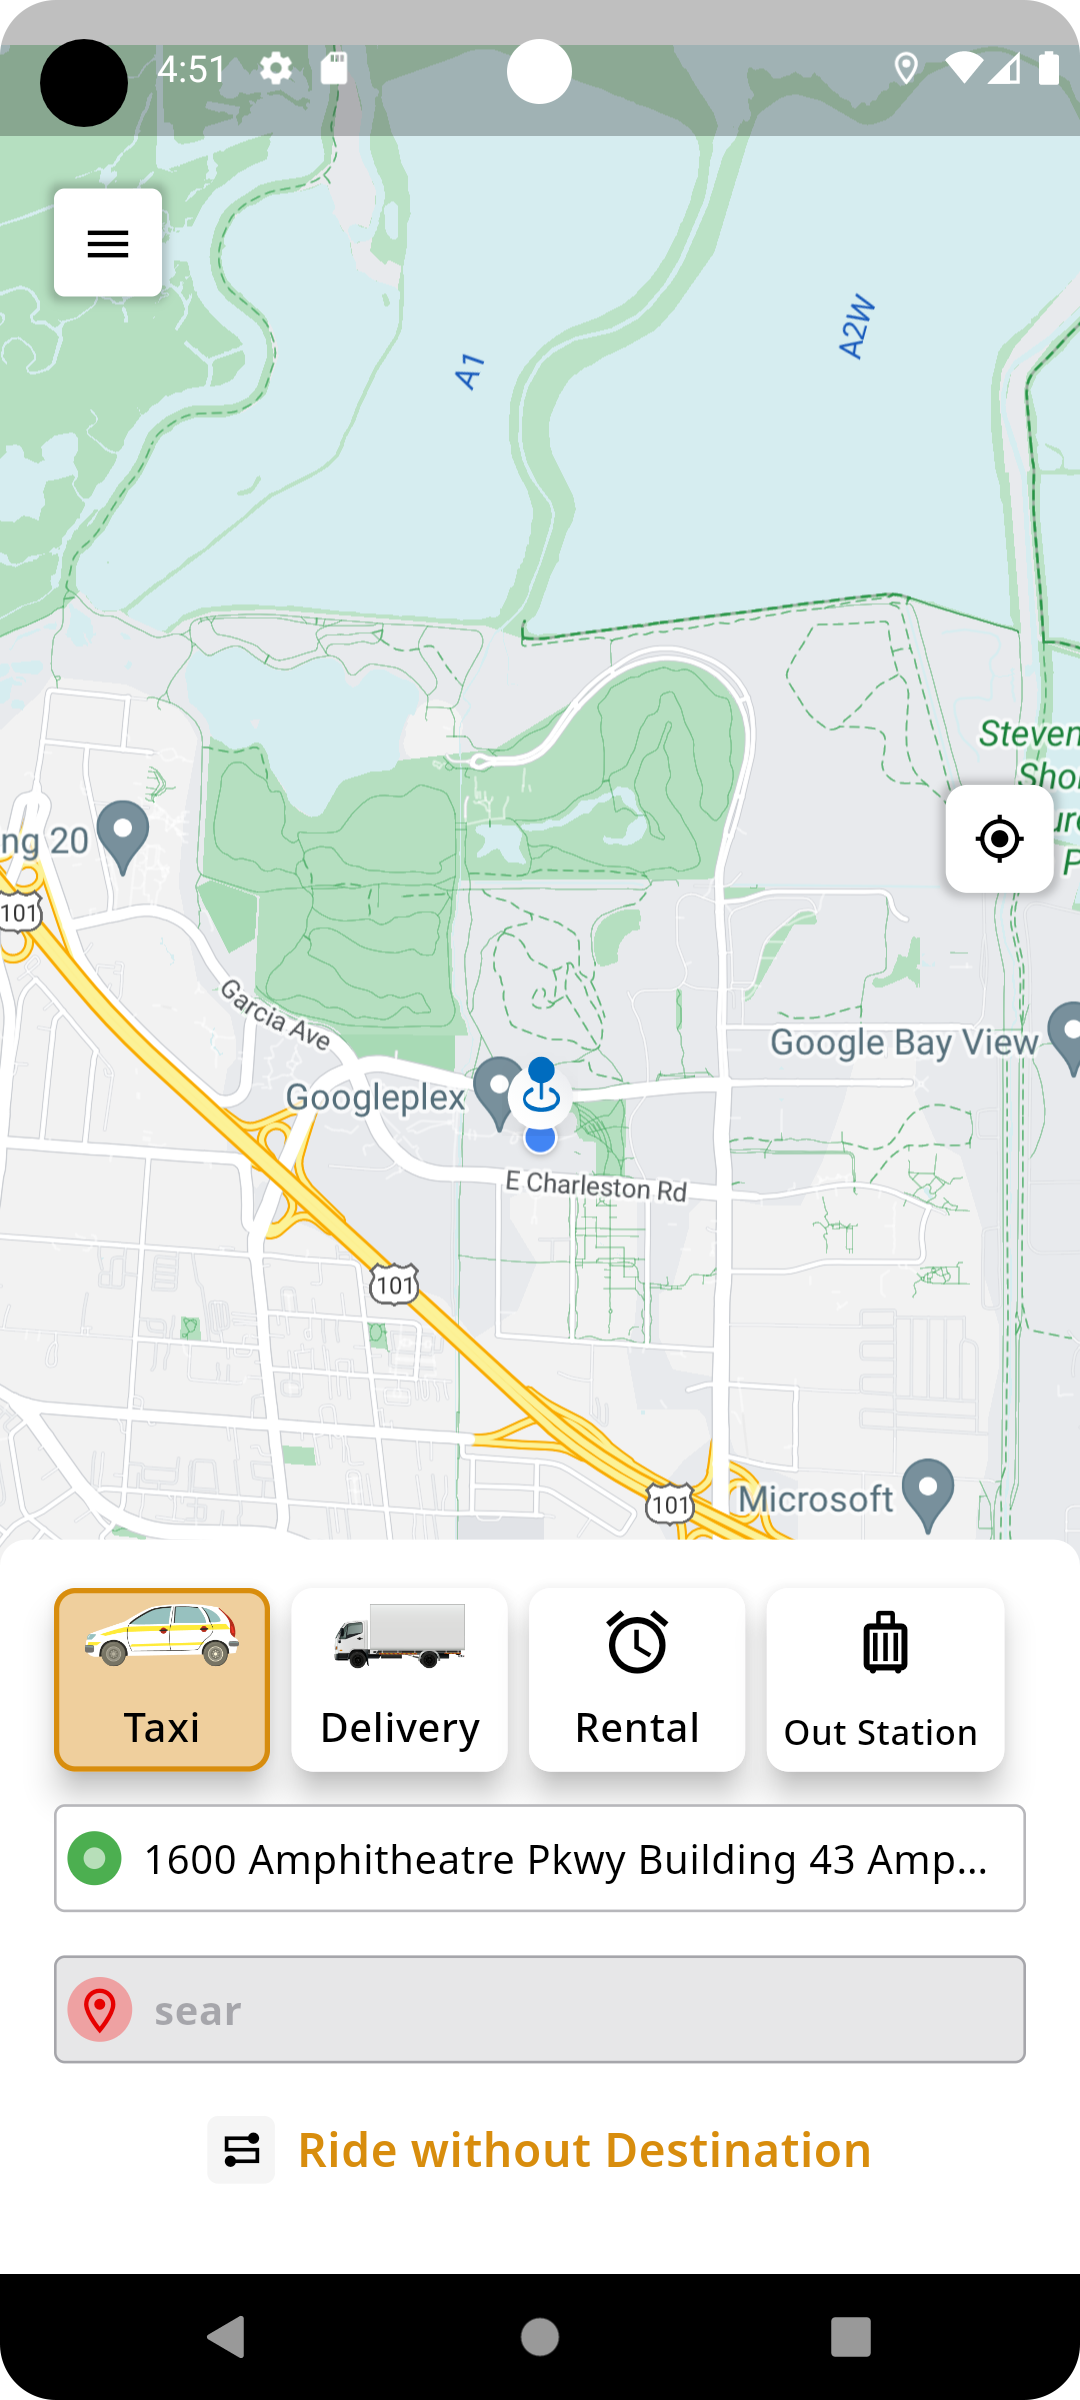 4:51
A1
A2W
Steven
Sho
ng 20
101
Garcia Ave
Google Bay View
Googleplex
E Charleston Rd
101
101
Microsoft
Taxi
Delivery
Rental
Out Station
1600 Amphitheatre Pkwy Building 43 Amp...
sear
Ride without Destination